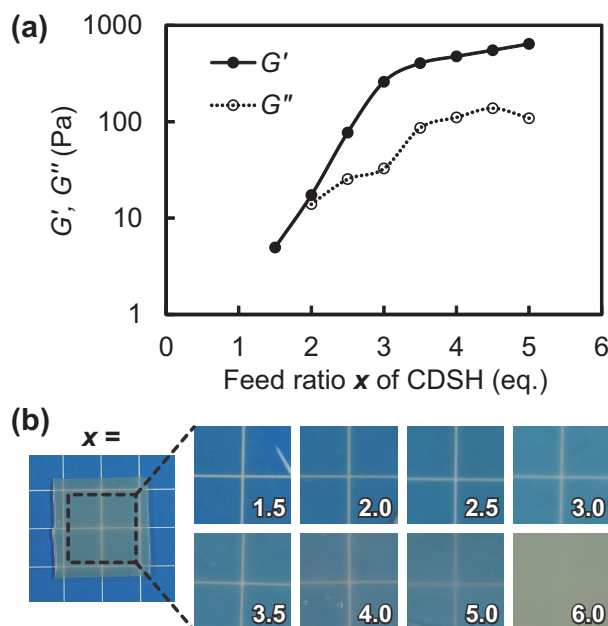 (a)
1000
100
10
1
G', G'' (Pa)
G'
G''
0 1 2 3 4 5 6
Feed ratio x of CDSH (eq.)
(b)
x =
1.5 2.0 2.5 3.0
3.5 4.0 5.0 6.0